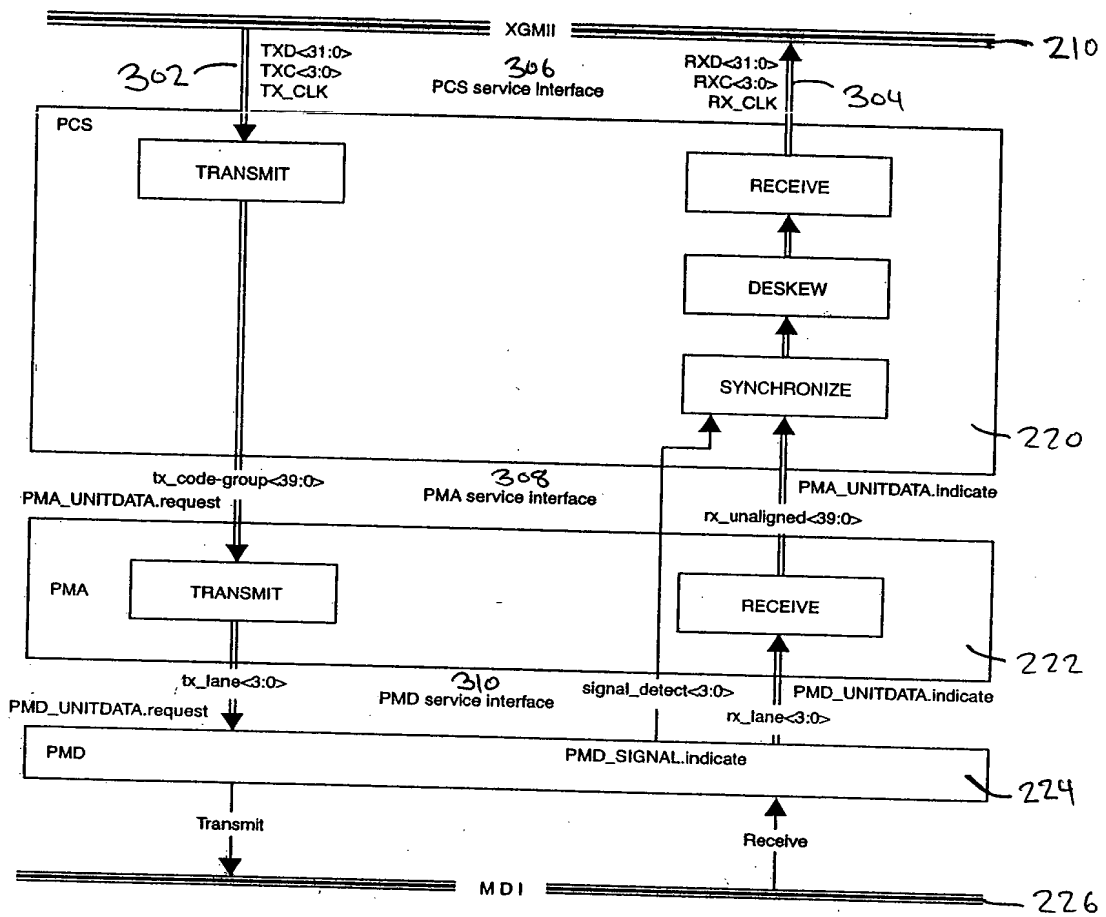 XGMII
210
302
TXD<31:0>
TXC<3:0>
TX_CLK
306
PCS service Interface
RXD<31:0>
RXC<3:0>
RX_CLK
304
PCS
TRANSMIT
RECEIVE
DESKEW
SYNCHRONIZE
220
tx_code-group<39:0>
PMA_UNITDATA.request
308
PMA service interface
PMA_UNITDATA.indicate
rx_unaligned<39:0>
PMA
TRANSMIT
RECEIVE
222
tx_lane<3:0>
PMD_UNITDATA.request
310
PMD service interface
signal_detect<3:0>
PMD_UNITDATA.indicate
rx_lane<3:0>
PMD
PMD_SIGNAL.indicate
224
Transmit
Receive
MDI
226